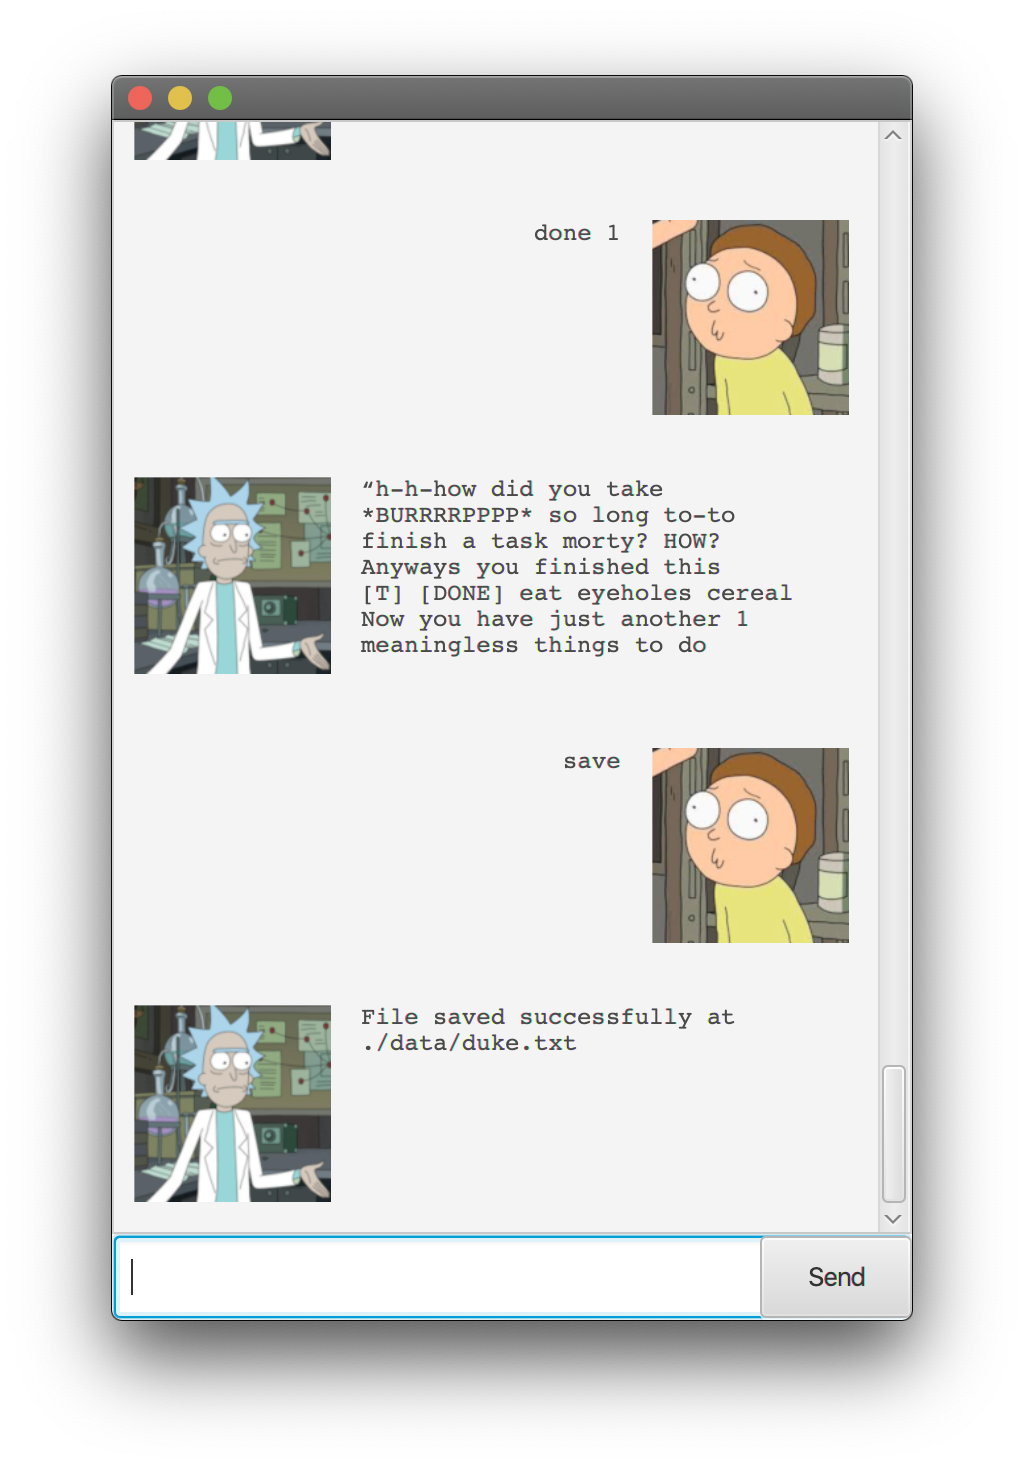 done 1
“h-h-how did you take
*BURRRRPPPP* so long to-to
finish a task morty? HOW?
Anyways you finished this
[T] [DONE] eat eyeholes cereal
Now you have just another 1
meaningless things to do
save
File saved successfully at
./data/duke.txt
Send